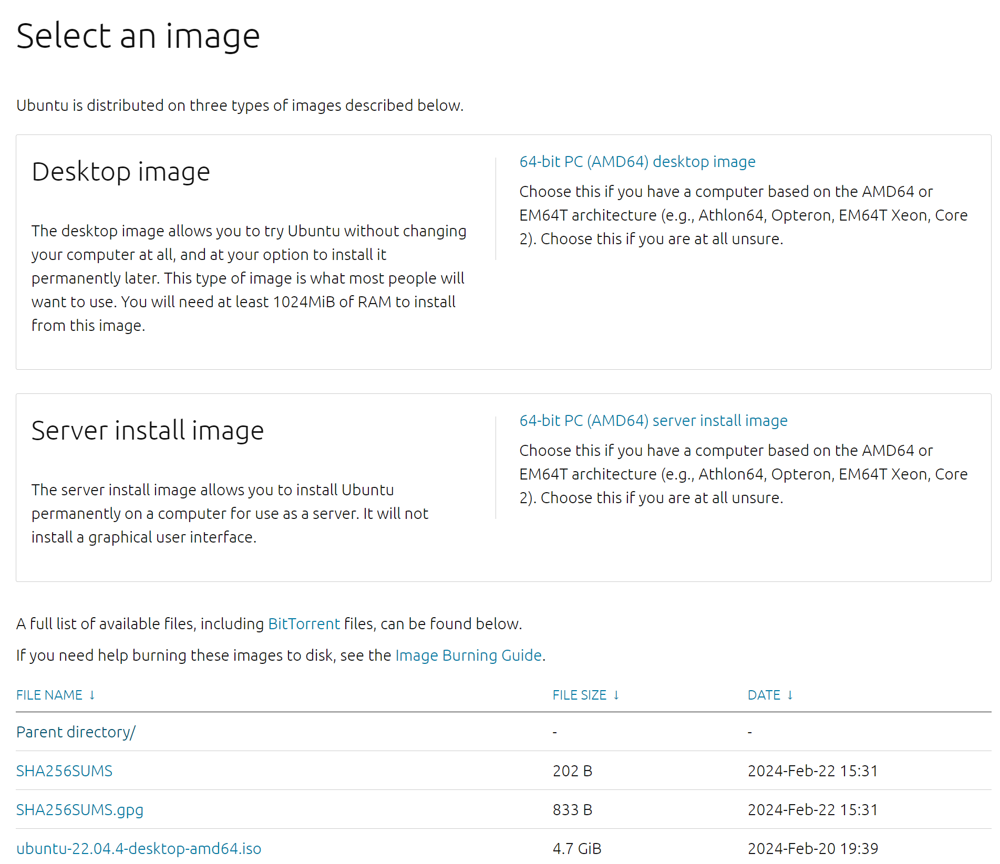 Select an image
Ubuntu is distributed on three types of images described below.
Desktop image
The desktop image allows you to try Ubuntu without changing
your computer at all, and at your option to install it
permanently later. This type of image is what most people will
want to use. You will need at least 1024MiB of RAM to install
from this image.
64-bit PC (AMD64) desktop image
Choose this if you have a computer based on the AMD64 or
EM64T architecture (e.g., Athlon64, Opteron, EM64T Xeon, Core
2). Choose this if you are at all unsure.
Server install image
The server install image allows you to install Ubuntu
permanently on a computer for use as a server. It will not
install a graphical user interface.
64-bit PC (AMD64) server install image
Choose this if you have a computer based on the AMD64 or
EM64T architecture (e.g., Athlon64, Opteron, EM64T Xeon, Core
2). Choose this if you are at all unsure.
A full list of available files, including BitTorrent files, can be found below.
If you need help burning these images to disk, see the Image Burning Guide.
FILE NAME ↓ FILE SIZE ↓ DATE ↓
Parent directory/ - -
SHA256SUMS 202 B 2024-Feb-22 15:31
SHA256SUMS.gpg 833 B 2024-Feb-22 15:31
ubuntu-22.04.4-desktop-amd64.iso 4.7 GiB 2024-Feb-20 19:39